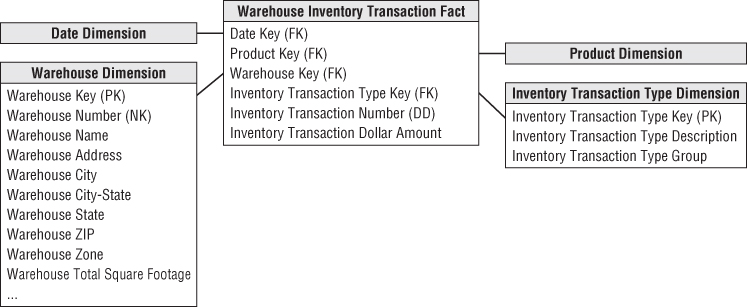 Date Dimension
Warehouse Dimension
Warehouse Key (PK)
Warehouse Number (NK)
Warehouse Name
Warehouse Address
Warehouse City
Warehouse City-State
Warehouse State
Warehouse ZIP
Warehouse Zone
Warehouse Total Square Footage
...
Warehouse Inventory Transaction Fact
Date Key (FK)
Product Key (FK)
Warehouse Key (FK)
Inventory Transaction Type Key (FK)
Inventory Transaction Number (DD)
Inventory Transaction Dollar Amount
Product Dimension
Inventory Transaction Type Dimension
Inventory Transaction Type Key (PK)
Inventory Transaction Type Description
Inventory Transaction Type Group